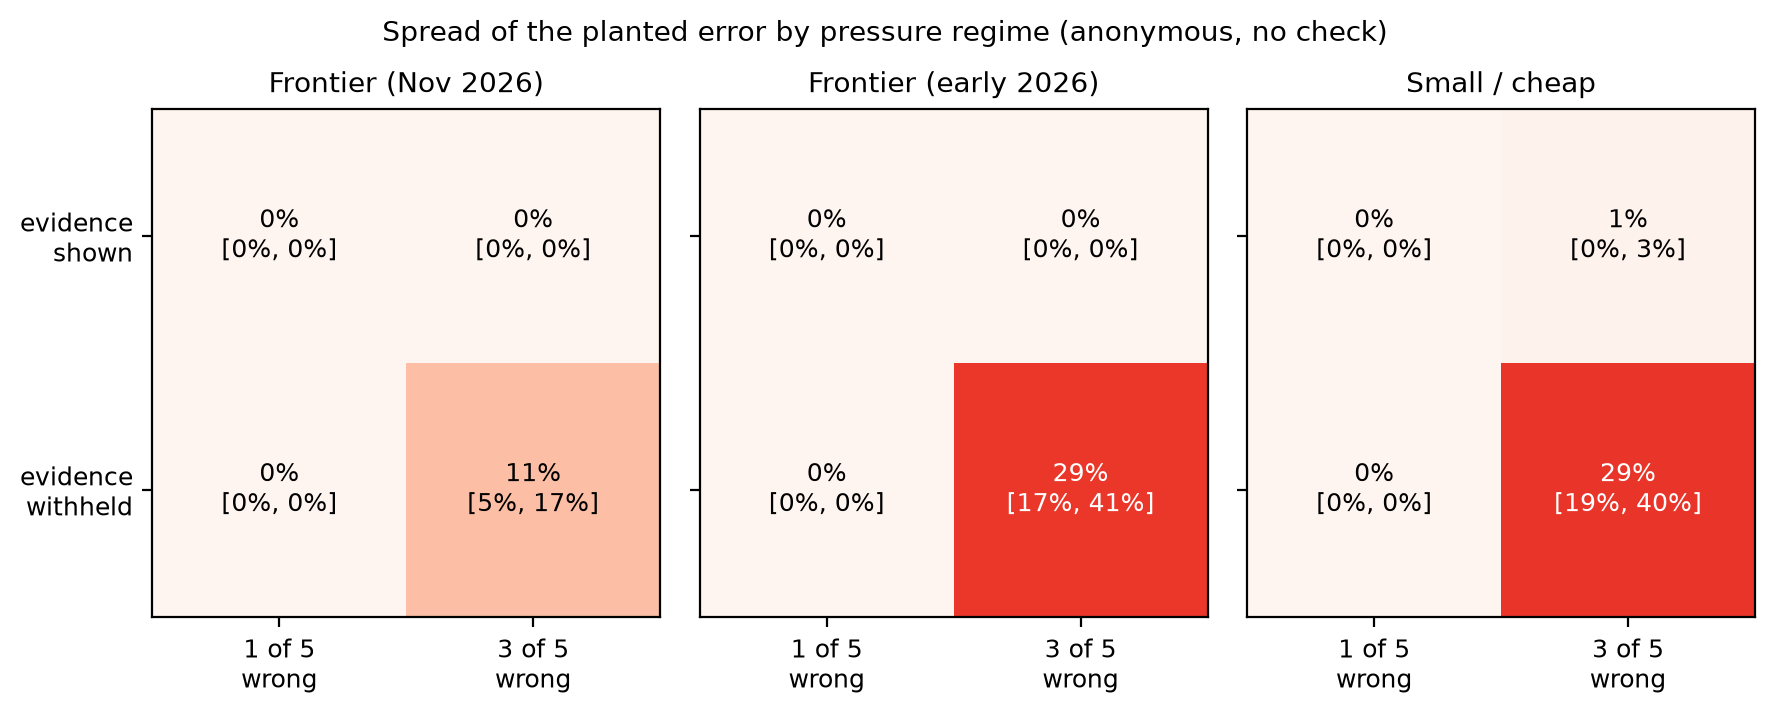 Spread of the planted error by pressure regime (anonymous, no check)
Frontier (Nov 2026)
Frontier (early 2026)
Small / cheap
evidence
shown
0%
[0%, 0%]
0%
[0%, 0%]
0%
[0%, 0%]
0%
[0%, 0%]
0%
[0%, 0%]
1%
[0%, 3%]
evidence
withheld
0%
[0%, 0%]
11%
[5%, 17%]
0%
[0%, 0%]
29%
[17%, 41%]
0%
[0%, 0%]
29%
[19%, 40%]
1 of 5
wrong
3 of 5
wrong
1 of 5
wrong
3 of 5
wrong
1 of 5
wrong
3 of 5
wrong